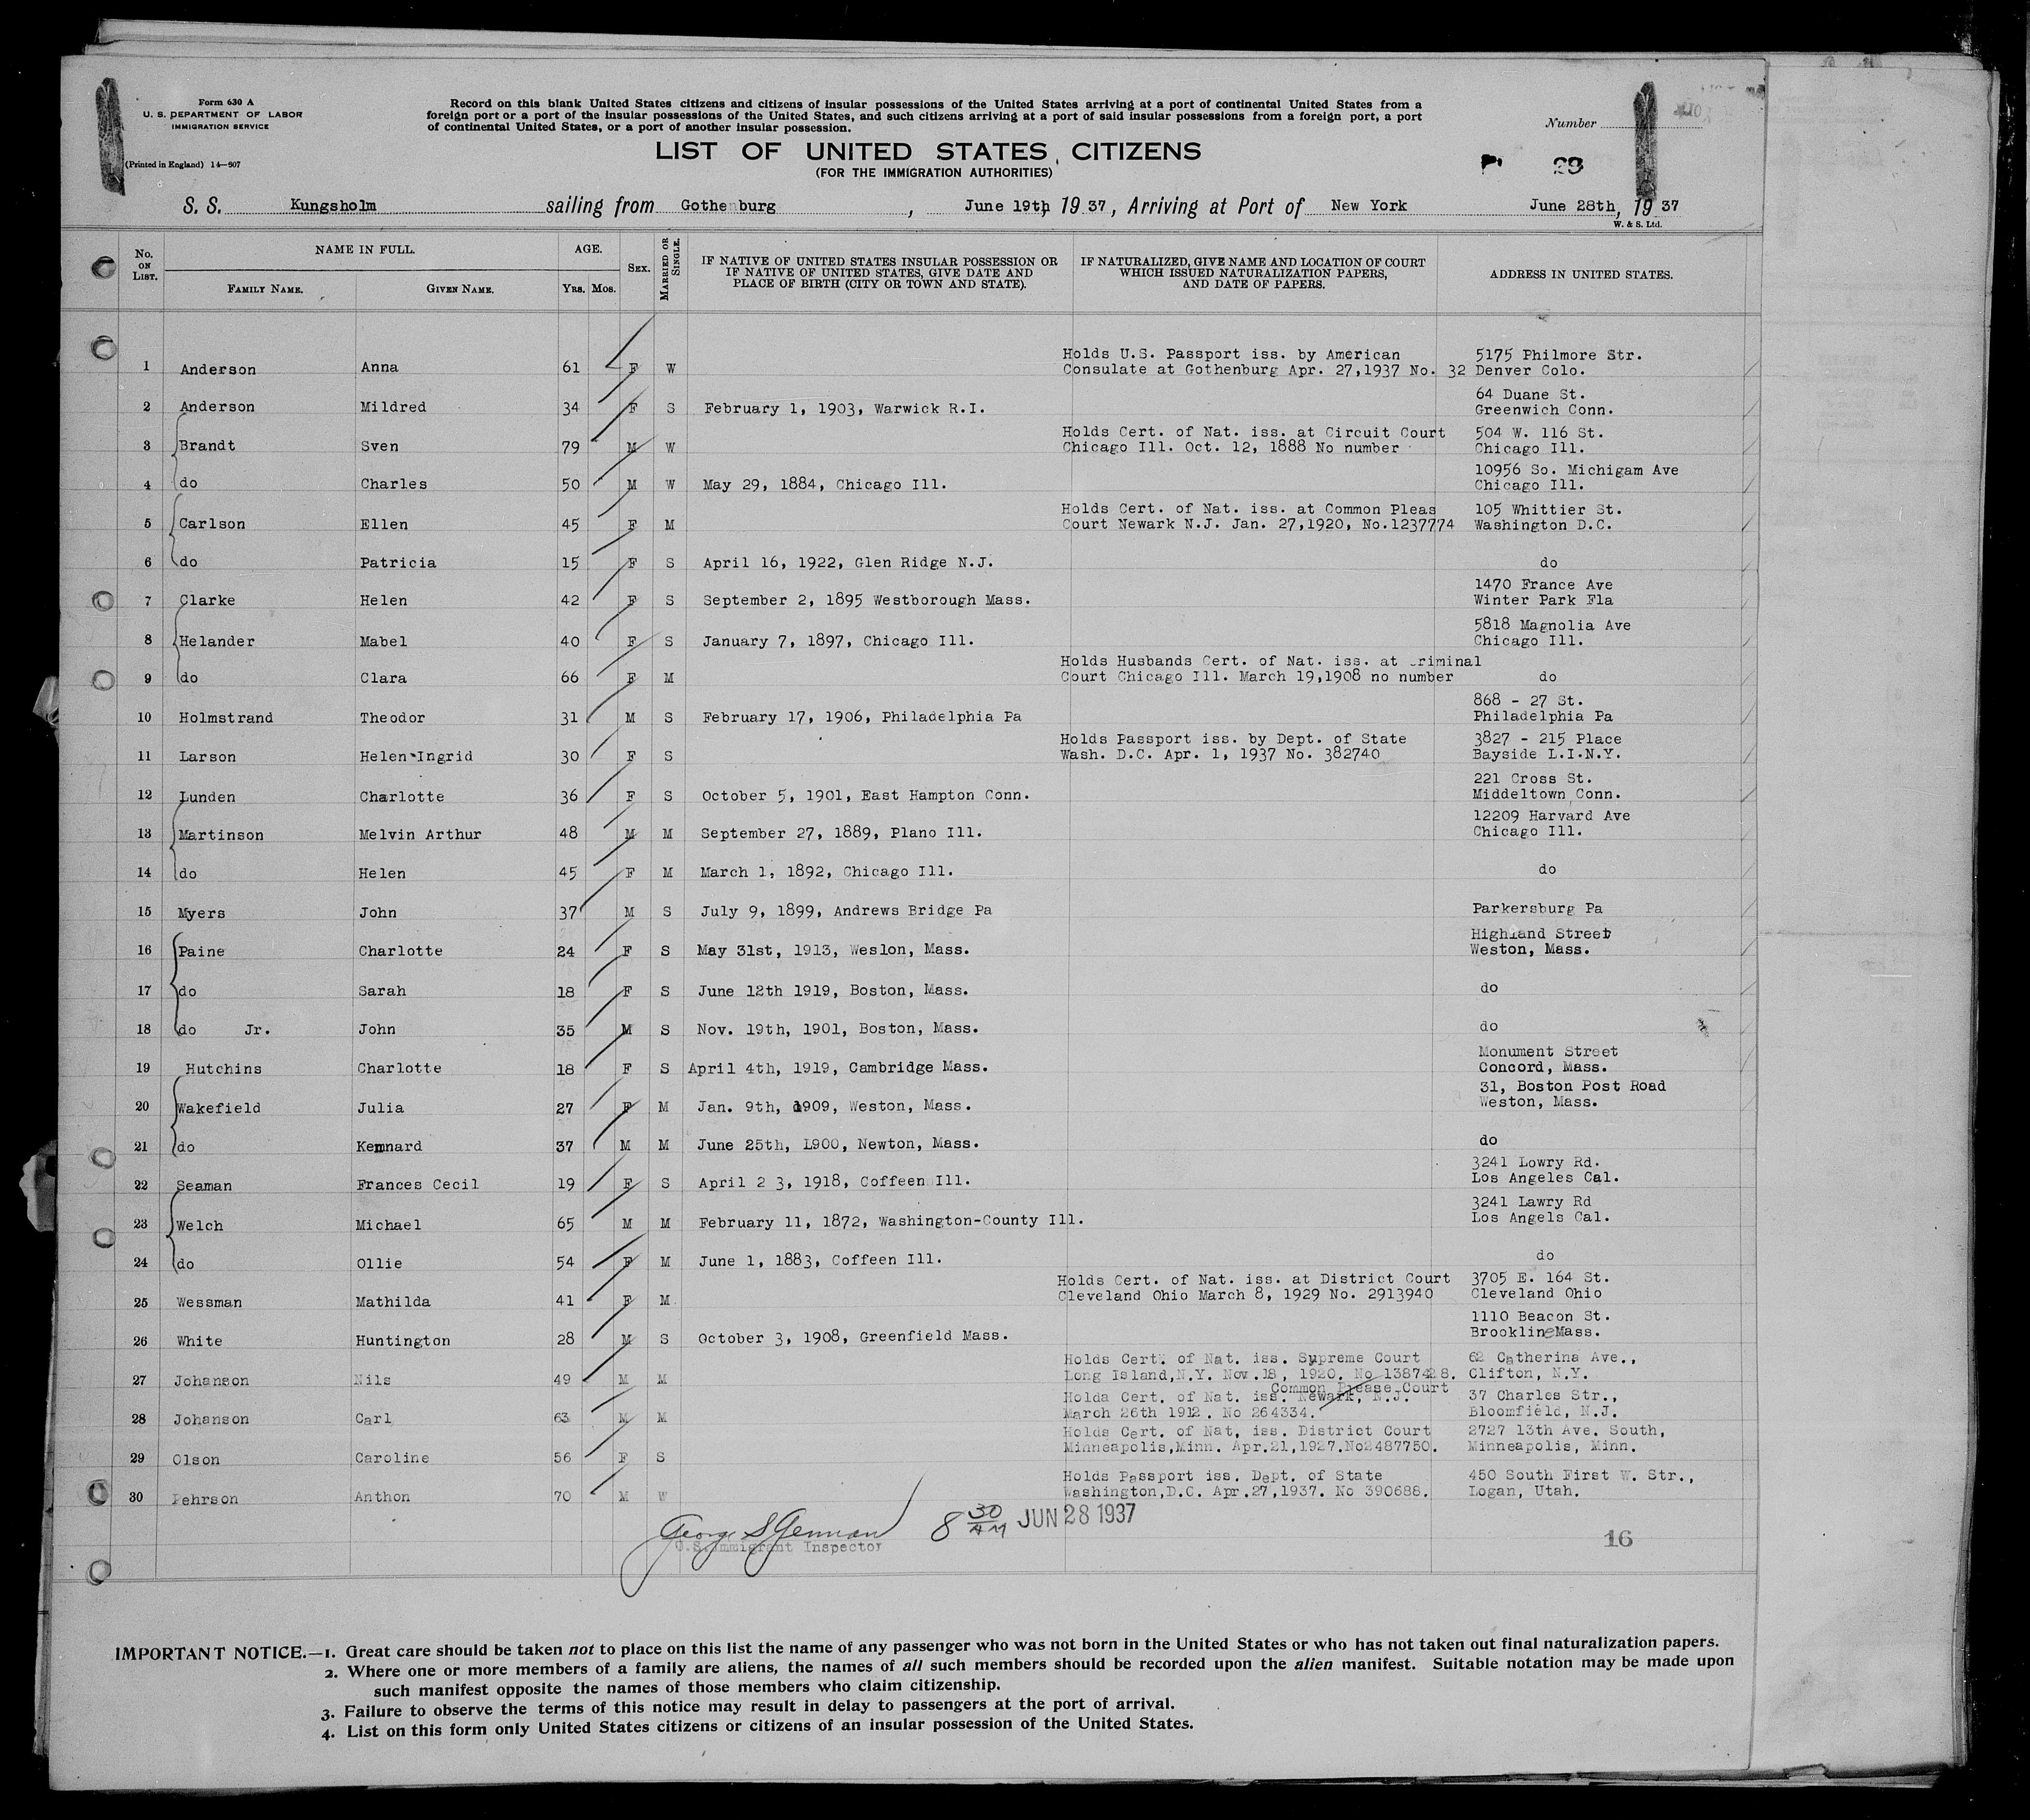 Form 630 A
U. S. DEPARTMENT OF LABOR
IMMIGRATION SERVICE
(Printed in England) 14—907
Record on this blank United States citizens and citizens of insular possessions of the United States arriving at a port of continental United States from a
foreign port or a port of the insular possessions of the United States, and such citizens arriving at a port of said insular possessions from a foreign port, a port
of continental United States, or a port of another insular possession.
LIST OF UNITED STATES CITIZENS
(FOR THE IMMIGRATION AUTHORITIES)
Number
S. S. Kungsholm sailing from Gothenburg, June 19th, 19 37, Arriving at Port of New York June 28th, 19 37
W. & S. Ltd.
No. ON LIST. NAME IN FULL. AGE. SEX. MARRIED OR SINGLE. IF NATIVE OF UNITED STATES INSULAR POSSESSION OR IF NATIVE OF UNITED STATES, GIVE DATE AND PLACE OF BIRTH (CITY OR TOWN AND STATE). IF NATURALIZED, GIVE NAME AND LOCATION OF COURT WHICH ISSUED NATURALIZATION PAPERS, AND DATE OF PAPERS. ADDRESS IN UNITED STATES.
FAMILY NAME. GIVEN NAME. YRS. MOS.
Holds U.S. Passport iss. by American 5175 Philmore Str.
1 Anderson Anna 61 F W Consulate at Gothenburg Apr. 27,1937 No. 32 Denver Colo.
64 Duane St.
2 Anderson Mildred 34 F S February 1, 1903, Warwick R.I. Greenwich Conn.
Holds Cert. of Nat. iss. at Circuit Court 504 W. 116 St.
3 Brandt Sven 79 M W Chicago Ill. Oct. 12, 1888 No number Chicago Ill.
10956 So. Michigam Ave
4 do Charles 50 M W May 29, 1884, Chicago Ill. Chicago Ill.
Holds Cert. of Nat. iss. at Common Pleas 105 Whittier St.
5 Carlson Ellen 45 F M Court Newark N.J. Jan. 27,1920, No.1237774 Washington D.C.
6 do Patricia 15 F S April 16, 1922, Glen Ridge N.J. do
1470 France Ave
7 Clarke Helen 42 F S September 2, 1895 Westborough Mass. Winter Park Fla
5818 Magnolia Ave
8 Helander Mabel 40 F S January 7, 1897, Chicago Ill. Chicago Ill.
Holds Husbands Cert. of Nat. iss. at
9 do Clara 66 F M Court Chicago Ill. March 19,1908 no number do
868 - 27 St.
10 Holmstrand Theodor 31 M S February 17, 1906, Philadelphia Pa Philadelphia Pa
Holds Passport iss. by Dept. of State 3827 - 215 Place
11 Larson Helen Ingrid 30 F S Wash. D.C. Apr. 1, 1937 No. 382740 Bayside L.I.N.Y.
221 Cross St.
12 Lunden Charlotte 36 F S October 5, 1901, East Hampton Conn. Middeltown Conn.
12209 Harvard Ave
13 Martinson Melvin Arthur 48 M M September 27, 1889, Plano Ill. Chicago Ill.
14 do Helen 45 F M March 1, 1892, Chicago Ill. do
15 Myers John 37 M S July 9, 1899, Andrews Bridge Pa Parkersburg Pa
Highland Street
16 Paine Charlotte 24 F S May 31st, 1913, Weslon, Mass. Weston, Mass.
17 do Sarah 18 F S June 12th 1919, Boston, Mass. do
18 do Jr. John 35 M S Nov. 19th, 1901, Boston, Mass. do
Monument Street
19 Hutchins Charlotte 18 F S April 4th, 1919, Cambridge Mass. Concord, Mass.
31, Boston Post Road
20 Wakefield Julia 27 F M Jan. 9th, 1909, Weston, Mass. Weston, Mass.
21 do Kennard 37 M M June 25th, 1900, Newton, Mass. do
3241 Lowry Rd.
22 Seaman Frances Cecil 19 F S April 2 3, 1918, Coffeen Ill. Los Angeles Cal.
3241 Lawry Rd
23 Welch Michael 65 M M February 11, 1872, Washington-County Ill. Los Angels Cal.
24 do Ollie 54 F M June 1, 1883, Coffeen Ill. do
Holds Cert. of Nat. iss. at District Court 3705 E. 164 St.
25 Wessman Mathilda 41 F M Cleveland Ohio March 8, 1929 No. 2913940 Cleveland Ohio
1110 Beacon St.
26 White Huntington 28 M S October 3, 1908, Greenfield Mass. Brookline Mass.
Holds Cert. of Nat. iss. Supreme Court 62 Catherina Ave.,
27 Johanson Nils 49 M M Long Island,N.Y. Nov.18, 1920. No 1387428. Clifton, N.Y.
Common Please Court
Holda Cert. of Nat. iss. Newark, N.J. 37 Charles Str.,
28 Johanson Carl 63 M M March 26th 1912. No 264334. Bloomfield, N.J.
Holds Cert. of Nat, iss. District Court 2727 13th Ave. South,
29 Olson Caroline 56 F S Minneapolis,Minn. Apr.21,1927.No2487750. Minneapolis, Minn.
Holds Passport iss. Dept. of State 450 South First W. Str.,
30 Pehrson Anthon 70 M W Washington,D.C. Apr.27,1937. No 390688. Logan, Utah.
George S 8 30 AM JUN 28 1937
U.S. Immigrant Inspector
16
IMPORTANT NOTICE.—1. Great care should be taken not to place on this list the name of any passenger who was not born in the United States or who has not taken out final naturalization papers.
2. Where one or more members of a family are aliens, the names of all such members should be recorded upon the alien manifest. Suitable notation may be made upon
such manifest opposite the names of those members who claim citizenship.
3. Failure to observe the terms of this notice may result in delay to passengers at the port of arrival.
4. List on this form only United States citizens or citizens of an insular possession of the United States.